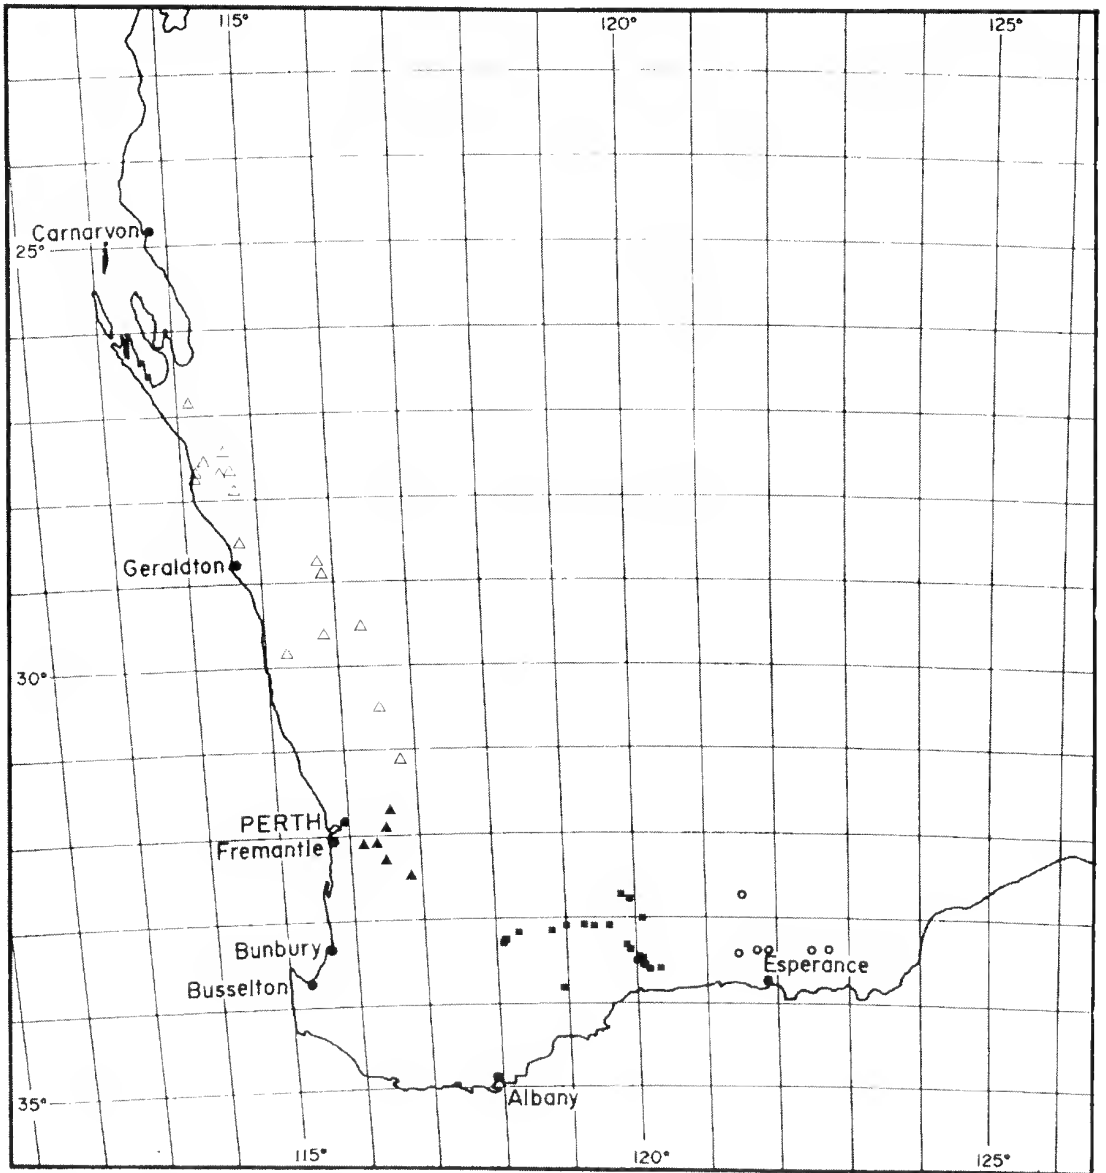 115° 120° 125°
Carnarvon
25°
Geraldton
30°
PERTH
Fremantle
Bunbury
Esperance
Busselton
Albany
35°
115° 120° 125°